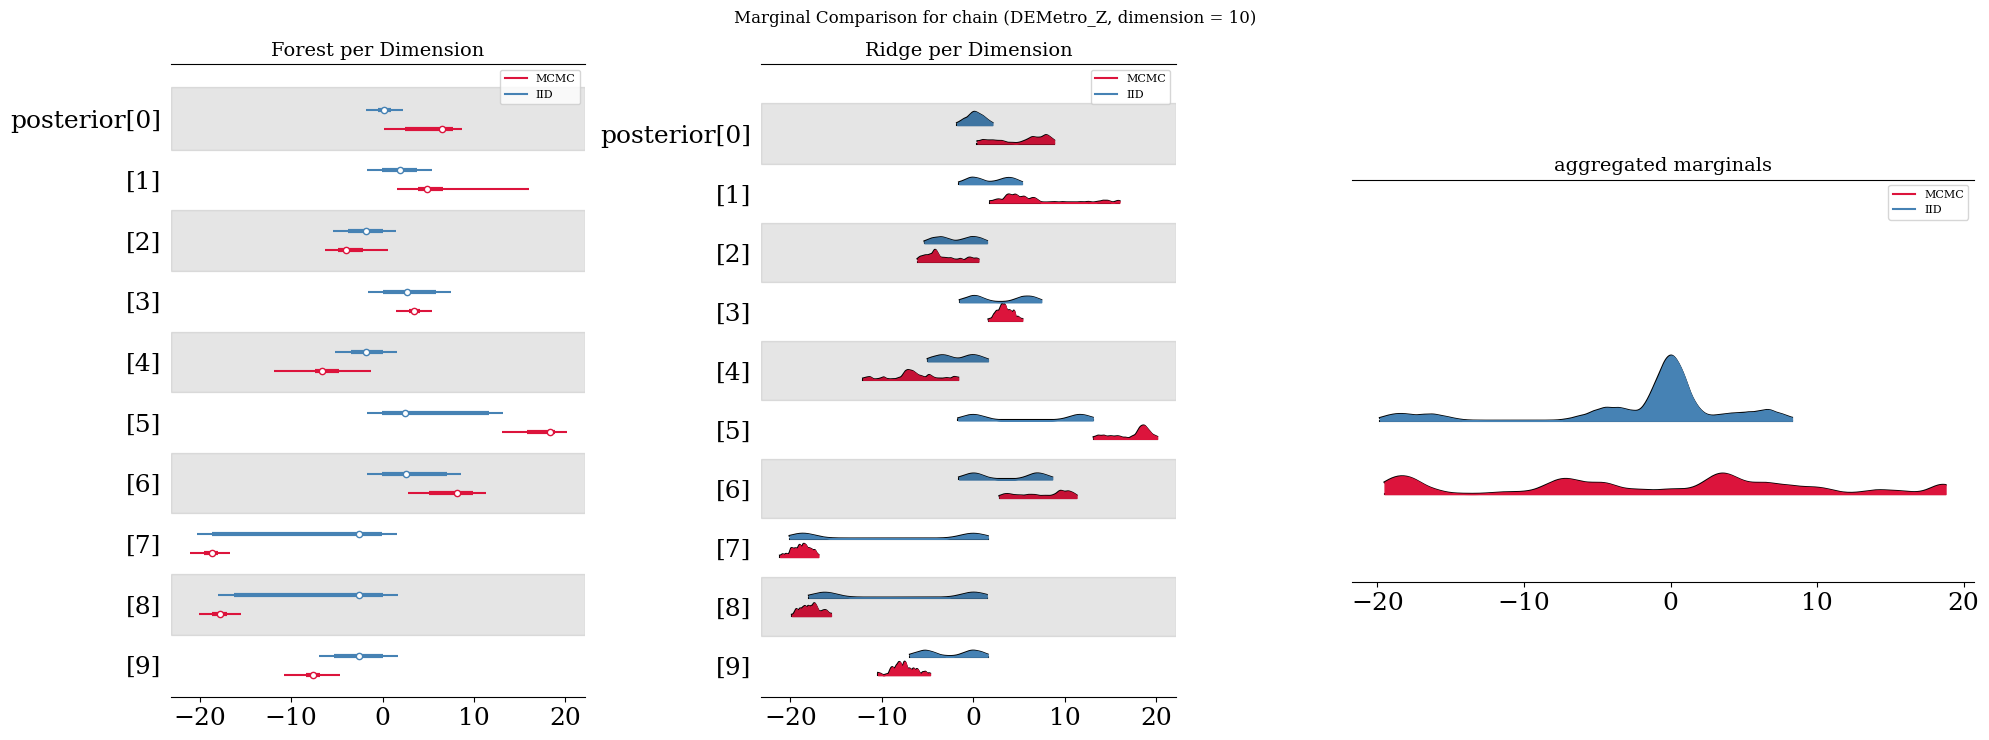 Marginal Comparison for chain (DEMetro_Z, dimension = 10)
Forest per Dimension
MCMC
IID
posterior[0]
[1]
[2]
[3]
[4]
[5]
[6]
[7]
[8]
[9]
−20 −10 0 10 20
Ridge per Dimension
MCMC
IID
posterior[0]
[1]
[2]
[3]
[4]
[5]
[6]
[7]
[8]
[9]
−20 −10 0 10 20
aggregated marginals
MCMC
IID
−20 −10 0 10 20